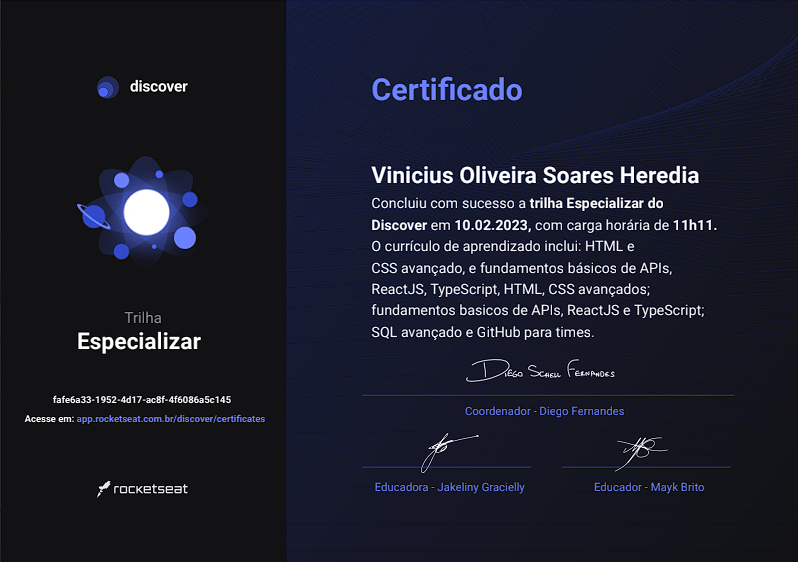 discover
Trilha
Especializar
fafe6a33-1952-4d17-ac8f-4f6086a5c145
Acesse em: app.rocketseat.com.br/discover/certificates
rocketseat
Certificado
Vinicius Oliveira Soares Heredia
Concluiu com sucesso a trilha Especializar do
Discover em 10.02.2023, com carga horária de 11h11.
O currículo de aprendizado inclui: HTML e
CSS avançado, e fundamentos básicos de APIs,
ReactJS, TypeScript, HTML, CSS avançados;
fundamentos basicos de APIs, ReactJS e TypeScript;
SQL avançado e GitHub para times.
Diego Schell Fernandes
Coordenador - Diego Fernandes
Educadora - Jakeliny Gracielly
Educador - Mayk Brito